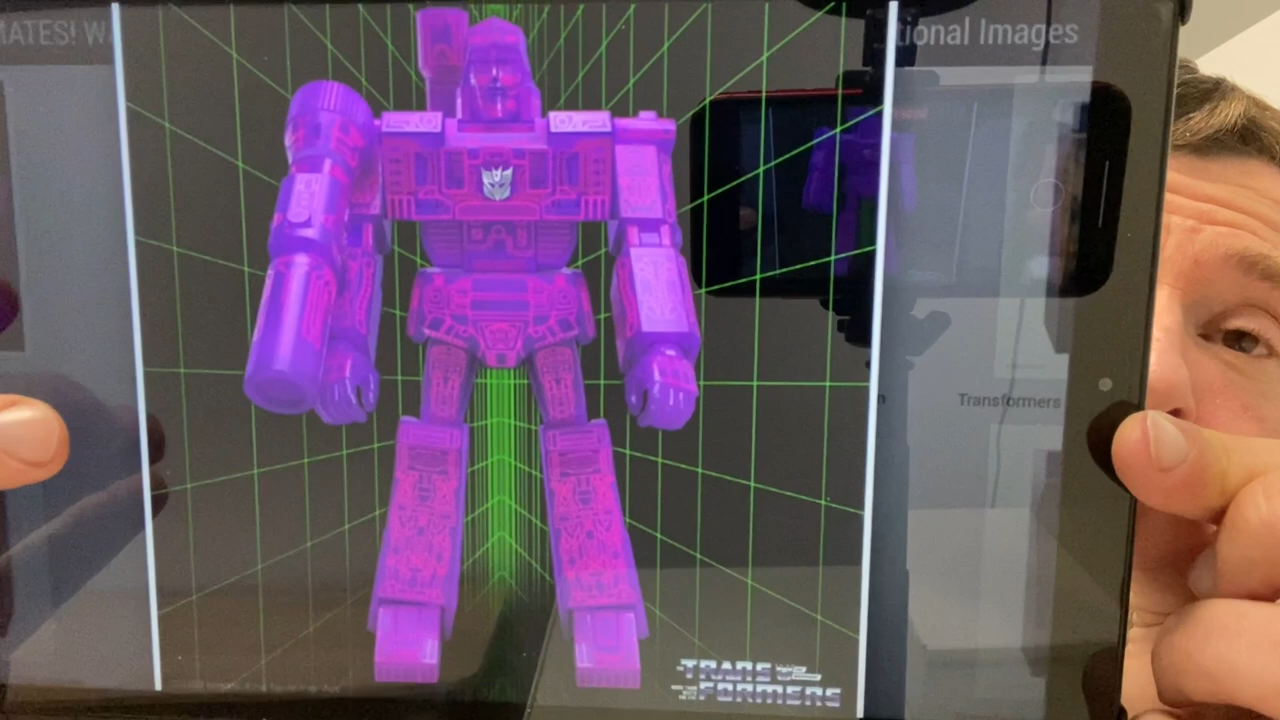 MATES! W
tional Images
n
Transformers
TRANS
FORMERS